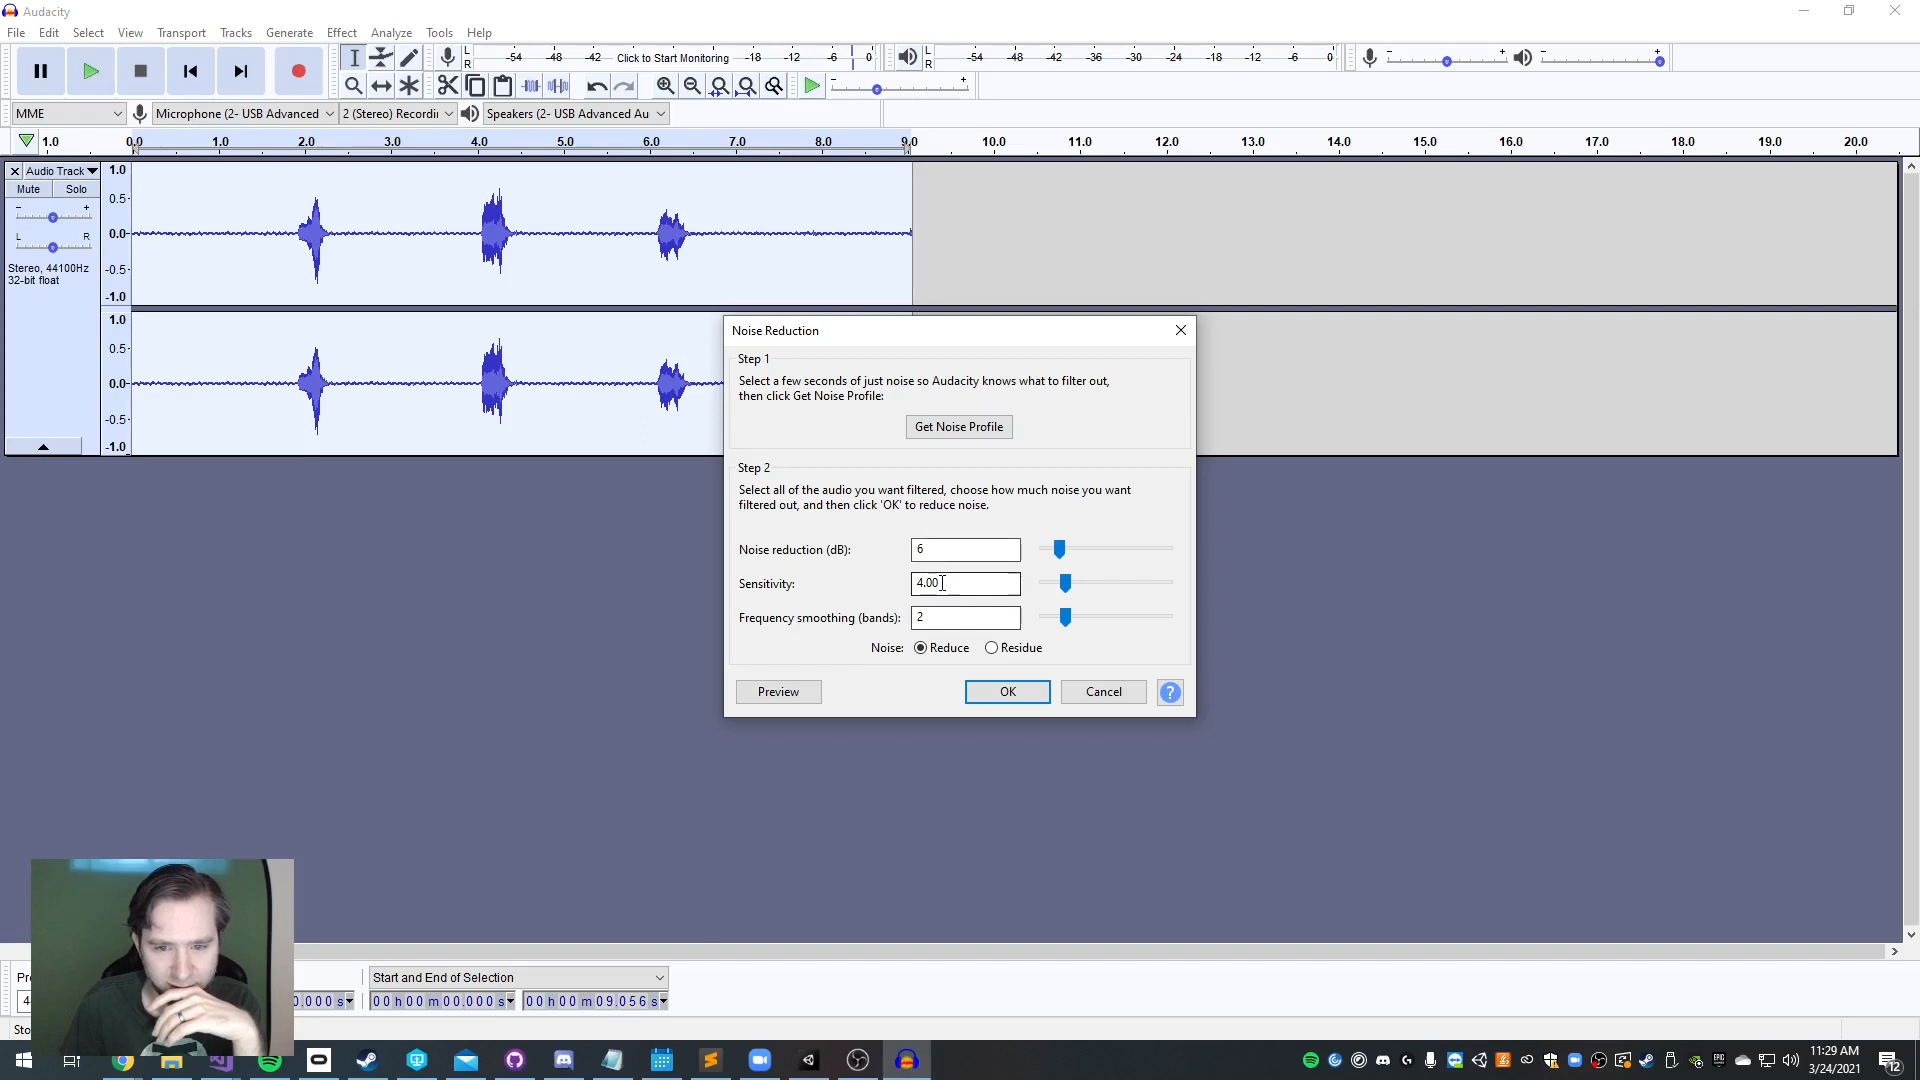 Audacity
File Edit Select View Transport Tracks Generate Effect Analyze Tools Help
L
R
-54 -48 -42 Click to Start Monitoring -18 -12 -6 0
L
R
-54 -48 -42 -36 -30 -24 -18 -12 -6 0
- +
- +
- +
MME
Microphone (2- USB Advanced
2 (Stereo) Recordi
Speakers (2- USB Advanced Au
1.0 0.0 1.0 2.0 3.0 4.0 5.0 6.0 7.0 8.0 9.0 10.0 11.0 12.0 13.0 14.0 15.0 16.0 17.0 18.0 19.0 20.0
Audio Track
Mute Solo
- +
L R
Stereo, 44100Hz
32-bit float
1.0
0.5
0.0
-0.5
-1.0
1.0
0.5
0.0
-0.5
-1.0
Noise Reduction
Step 1
Select a few seconds of just noise so Audacity knows what to filter out,
then click Get Noise Profile:
Get Noise Profile
Step 2
Select all of the audio you want filtered, choose how much noise you want
filtered out, and then click 'OK' to reduce noise.
Noise reduction (dB): 6
Sensitivity: 4.00
Frequency smoothing (bands): 2
Noise: Reduce Residue
Preview OK Cancel ?
Start and End of Selection
0.000 s
00 h 00 m 00.000 s
00 h 00 m 09.056 s
11:29 AM
3/24/2021
12